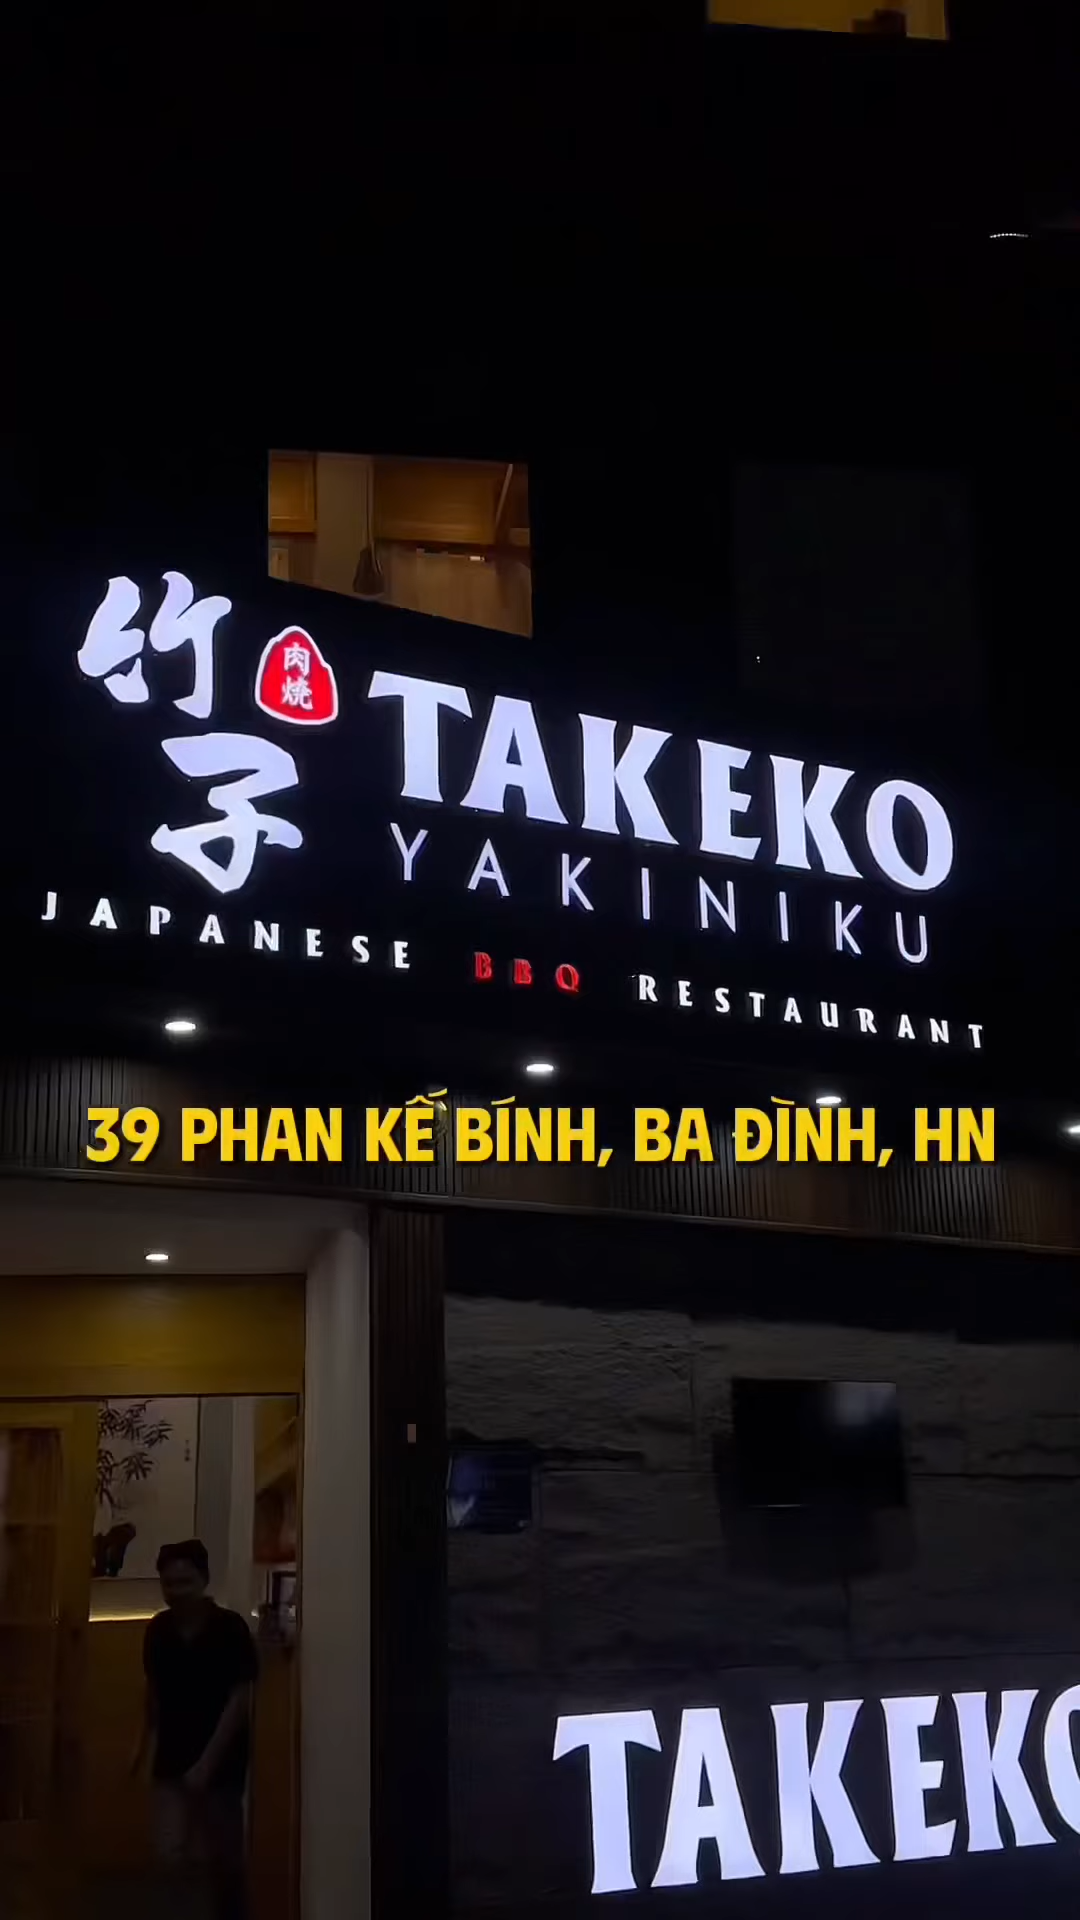 竹子
肉焼
TAKEKO
YAKINIKU
JAPANESE BBQ RESTAURANT
39 PHAN KẾ BÍNH, BA ĐÌNH, HN
TAKEKO